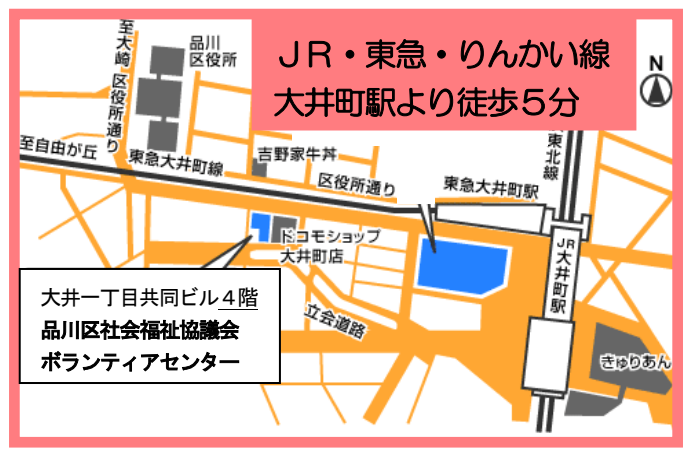 ＪＲ・東急・りんかい線
大井町駅より徒歩５分
N
至大崎
区役所通り
品川
区役所
至自由が丘
東急大井町線
吉野家牛丼
区役所通り
東急大井町駅
東北線
ドコモショップ
大井町店
JR大井町駅
大井一丁目共同ビル４階
品川区社会福祉協議会
ボランティアセンター
立会道路
きゅりあん